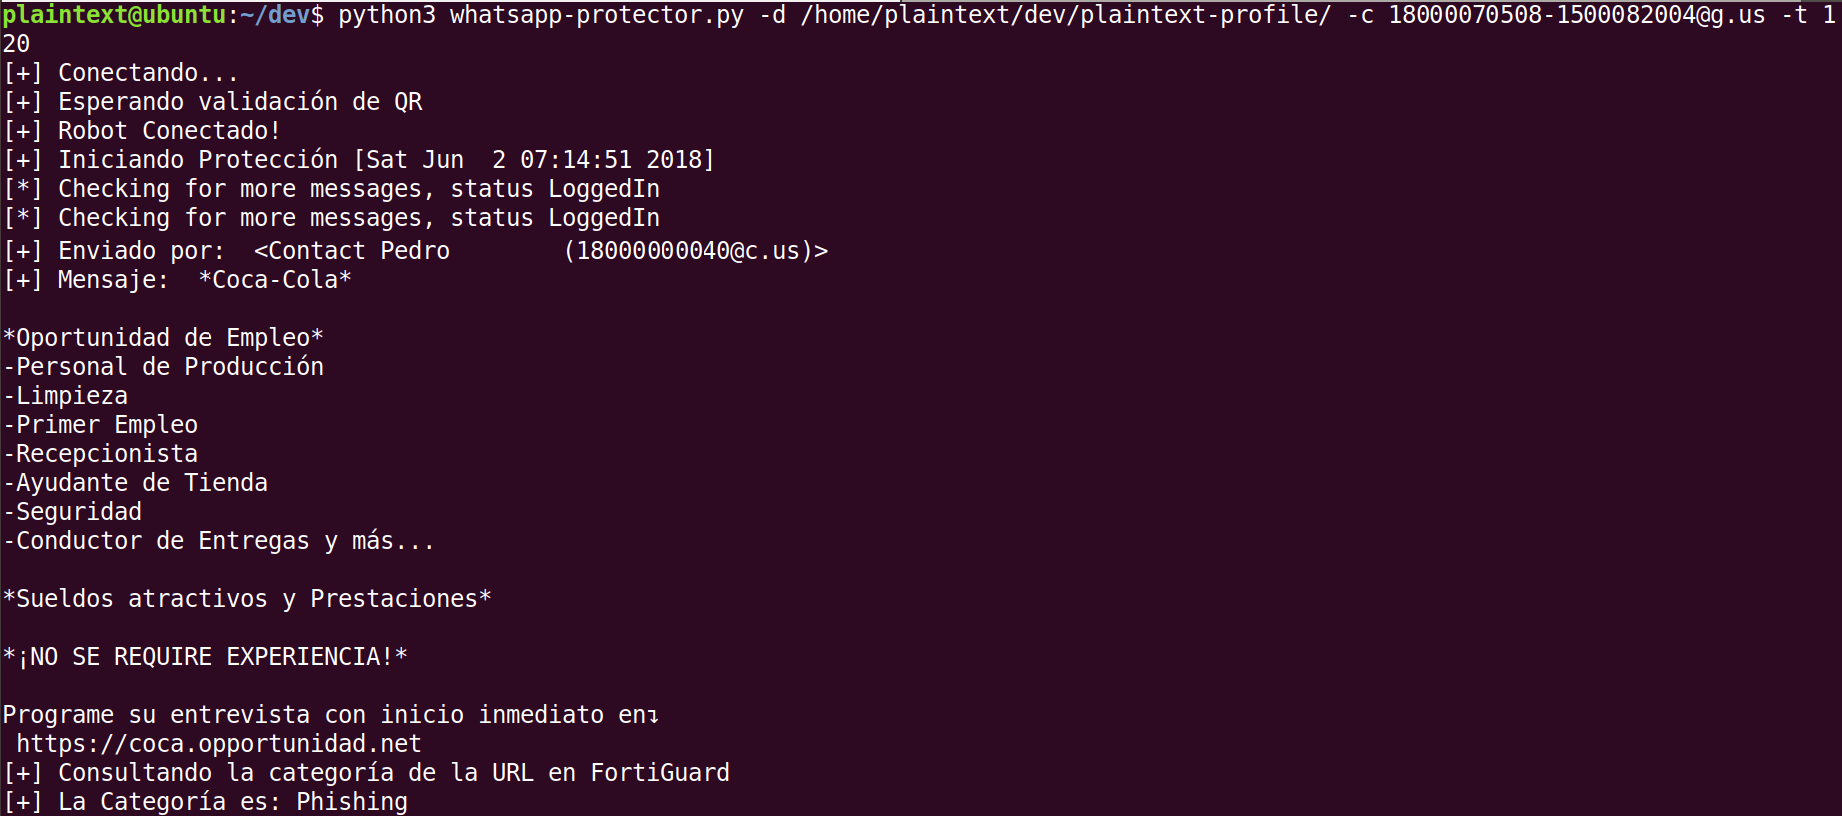 plaintext@ubuntu:~/dev$ python3 whatsapp-protector.py -d /home/plaintext/dev/plaintext-profile/ -c 18000070508-1500082004@g.us -t 1
20
[+] Conectando...
[+] Esperando validación de QR
[+] Robot Conectado!
[+] Iniciando Protección [Sat Jun  2 07:14:51 2018]
[*] Checking for more messages, status LoggedIn
[*] Checking for more messages, status LoggedIn
[+] Enviado por:  <Contact Pedro        (18000000040@c.us)>
[+] Mensaje:  *Coca-Cola*

*Oportunidad de Empleo*
-Personal de Producción
-Limpieza
-Primer Empleo
-Recepcionista
-Ayudante de Tienda
-Seguridad
-Conductor de Entregas y más...

*Sueldos atractivos y Prestaciones*

*¡NO SE REQUIRE EXPERIENCIA!*

Programe su entrevista con inicio inmediato en↴
 https://coca.opportunidad.net
[+] Consultando la categoría de la URL en FortiGuard
[+] La Categoría es: Phishing